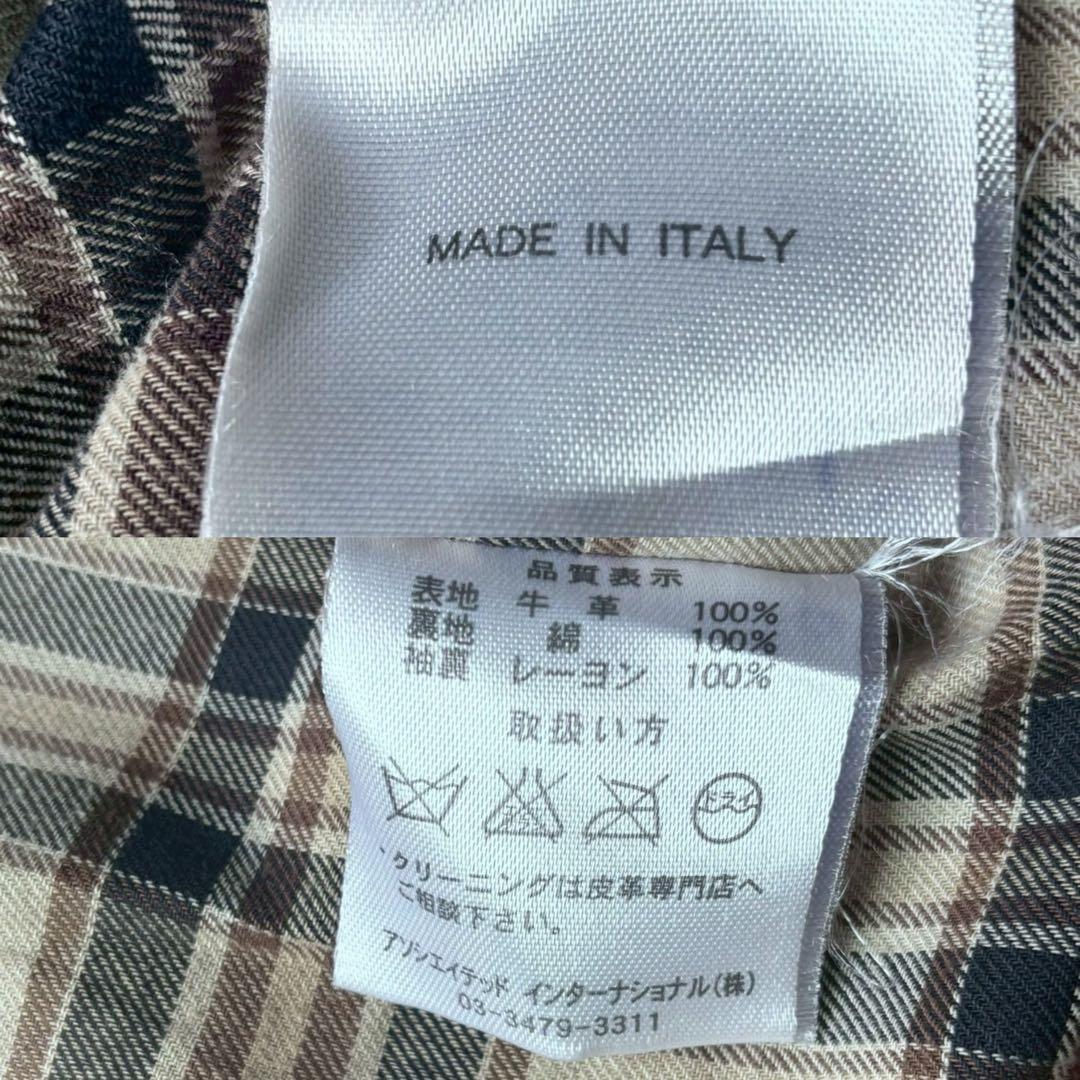 MADE IN ITALY
品質表示
表地 牛革 100%
裏地 綿 100%
袖裏 レーヨン 100%
取扱い方
ドライ
・クリーニングは皮革専門店へ
ご相談下さい。
アソシエイテッド インターナショナル(株)
03-3479-3311